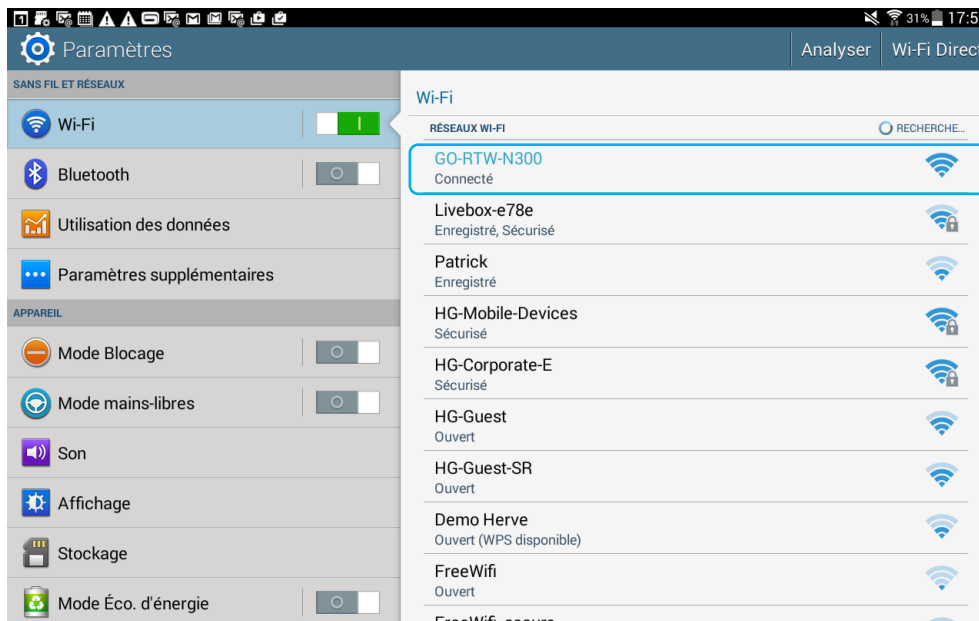 1 31% 17:5
Paramètres Analyser Wi-Fi Direc
SANS FIL ET RÉSEAUX
Wi-Fi
Bluetooth
Utilisation des données
Paramètres supplémentaires
APPAREIL
Mode Blocage
Mode mains-libres
Son
Affichage
Stockage
Mode Éco. d'énergie
Wi-Fi
RÉSEAUX WI-FI RECHERCHE...
GO-RTW-N300
Connecté
Livebox-e78e
Enregistré, Sécurisé
Patrick
Enregistré
HG-Mobile-Devices
Sécurisé
HG-Corporate-E
Sécurisé
HG-Guest
Ouvert
HG-Guest-SR
Ouvert
Demo Herve
Ouvert (WPS disponible)
FreeWifi
Ouvert